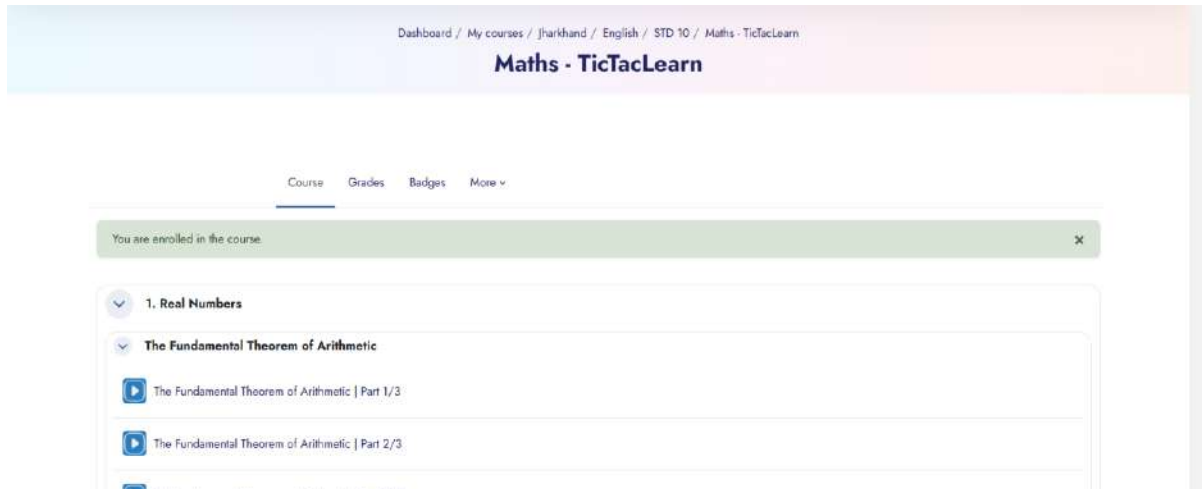 Dashboard / My courses / Jharkhand / English / STD 10 / Maths - TicTacLearn
Maths - TicTacLearn
Course Grades Badges More
You are enrolled in the course.
1. Real Numbers
The Fundamental Theorem of Arithmetic
The Fundamental Theorem of Arithmetic | Part 1/3
The Fundamental Theorem of Arithmetic | Part 2/3